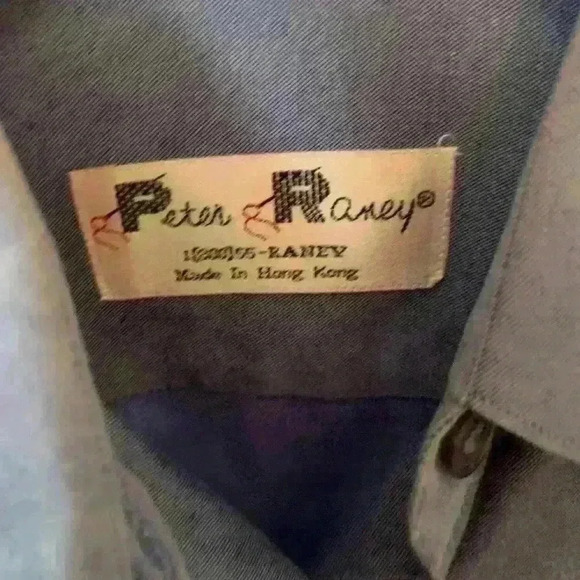 Peter Raney®
1(800)55-RANEY
Made In Hong Kong